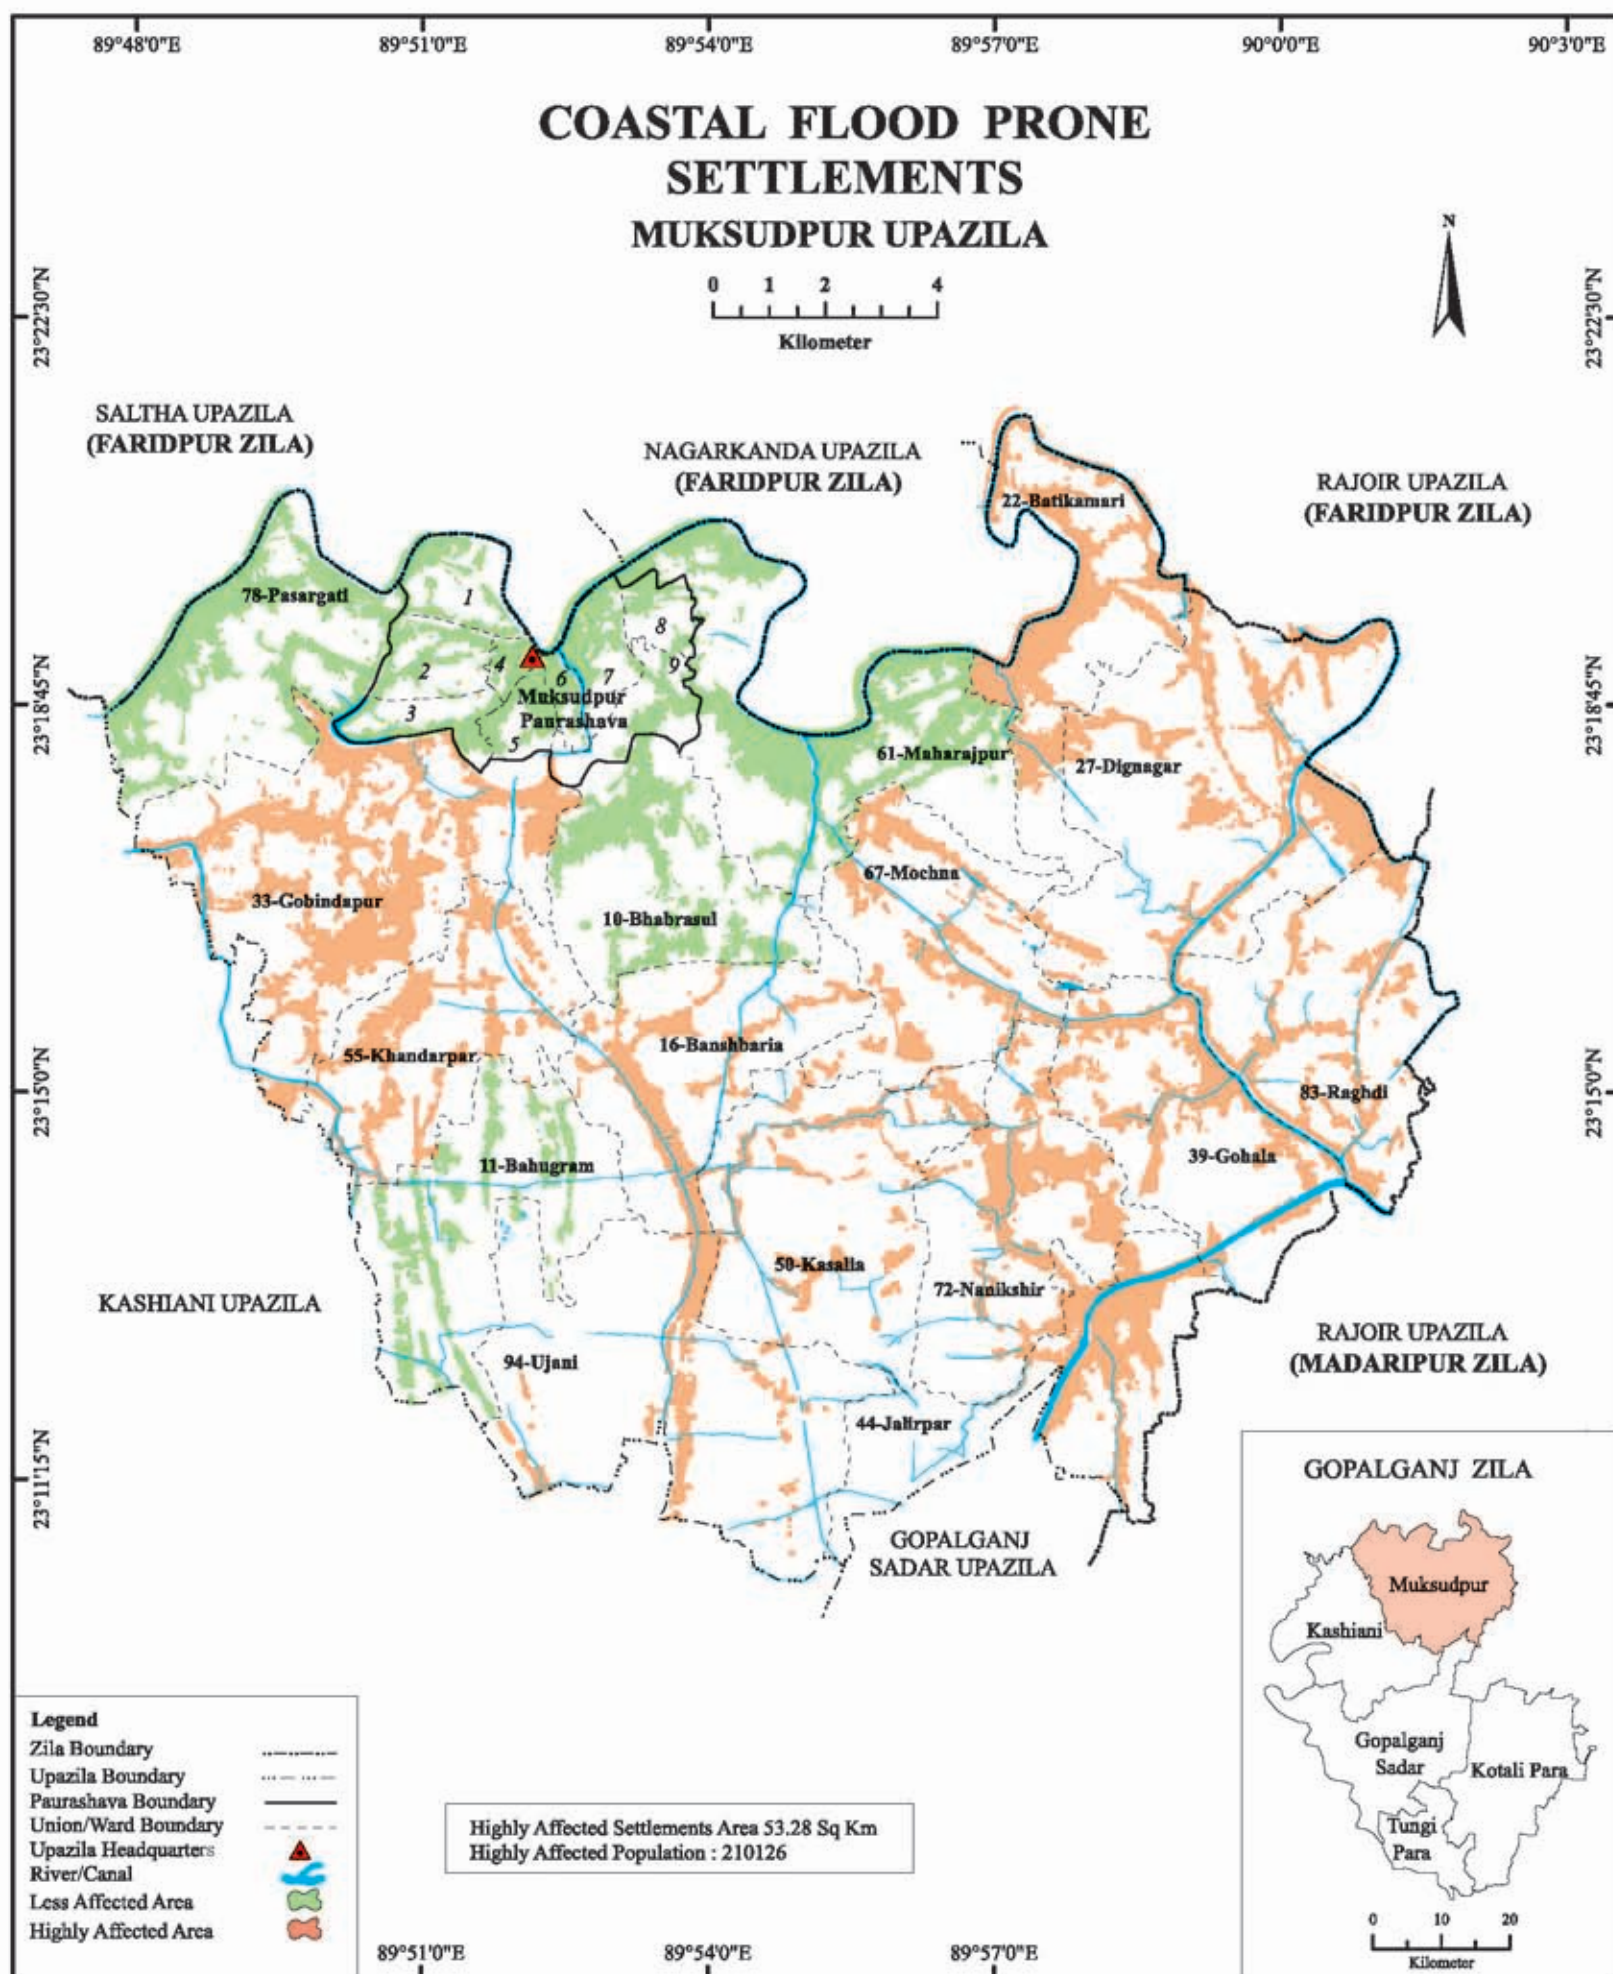 89°48'0"E
89°51'0"E
89°54'0"E
89°57'0"E
90°0'0"E
90°3'0"E
COASTAL FLOOD PRONE
SETTLEMENTS
MUKSUDPUR UPAZILA
0 1 2 4
Kilometer
N
23°22'30"N
23°22'30"N
SALTHA UPAZILA
(FARIDPUR ZILA)
NAGARKANDA UPAZILA
(FARIDPUR ZILA)
RAJOIR UPAZILA
(FARIDPUR ZILA)
22-Batikamari
78-Pasargati
1
8
2
4
6
7
9
Muksudpur
Paurashava
3
5
23°18'45"N
23°18'45"N
61-Maharajpur
27-Dignagar
67-Mochna
33-Gobindapur
10-Bhabrasul
16-Banshbaria
55-Khandarpar
23°15'0"N
23°15'0"N
83-Raghdi
39-Gohala
11-Bahugram
50-Kasalia
72-Nanikshir
KASHIANI UPAZILA
RAJOIR UPAZILA
(MADARIPUR ZILA)
94-Ujani
44-Jalirpar
23°11'15"N
GOPALGANJ
SADAR UPAZILA
GOPALGANJ ZILA
Muksudpur
Kashiani
Gopalganj
Sadar
Kotali Para
Tungi
Para
0 10 20
Kilometer
Legend
Zila Boundary
Upazila Boundary
Paurashava Boundary
Union/Ward Boundary
Upazila Headquarters
River/Canal
Less Affected Area
Highly Affected Area
Highly Affected Settlements Area 53.28 Sq Km
Highly Affected Population : 210126
89°51'0"E
89°54'0"E
89°57'0"E